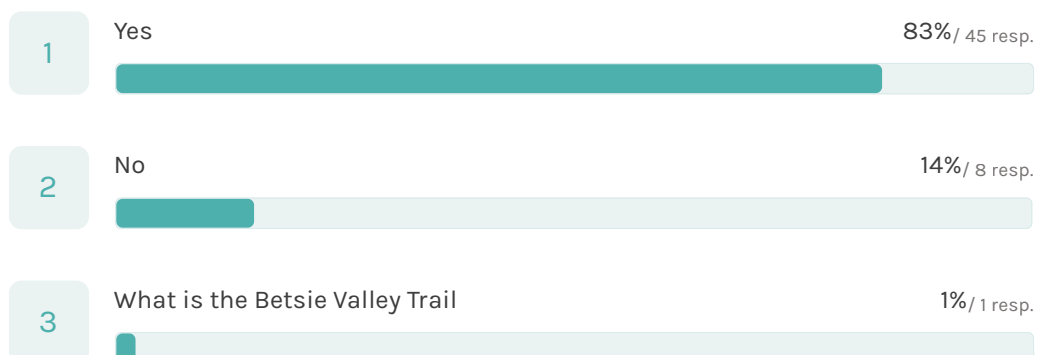 1
Yes
83%/ 45 resp.
2
No
14%/ 8 resp.
3
What is the Betsie Valley Trail
1%/ 1 resp.